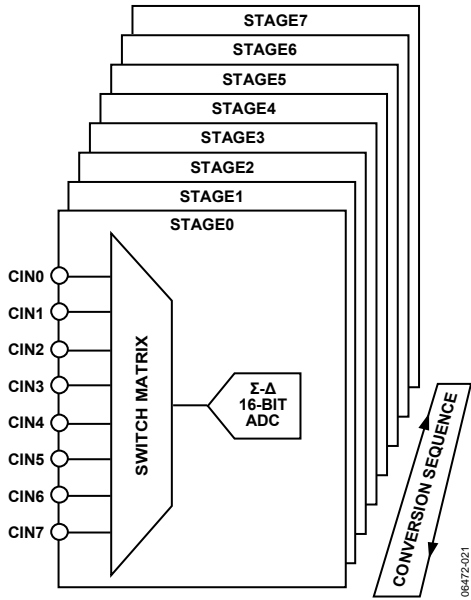 STAGE7
STAGE6
STAGE5
STAGE4
STAGE3
STAGE2
STAGE1
STAGE0
CIN0
CIN1
CIN2
CIN3
CIN4
CIN5
CIN6
CIN7
SWITCH MATRIX
Σ-Δ
16-BIT
ADC
CONVERSION SEQUENCE
06472-021